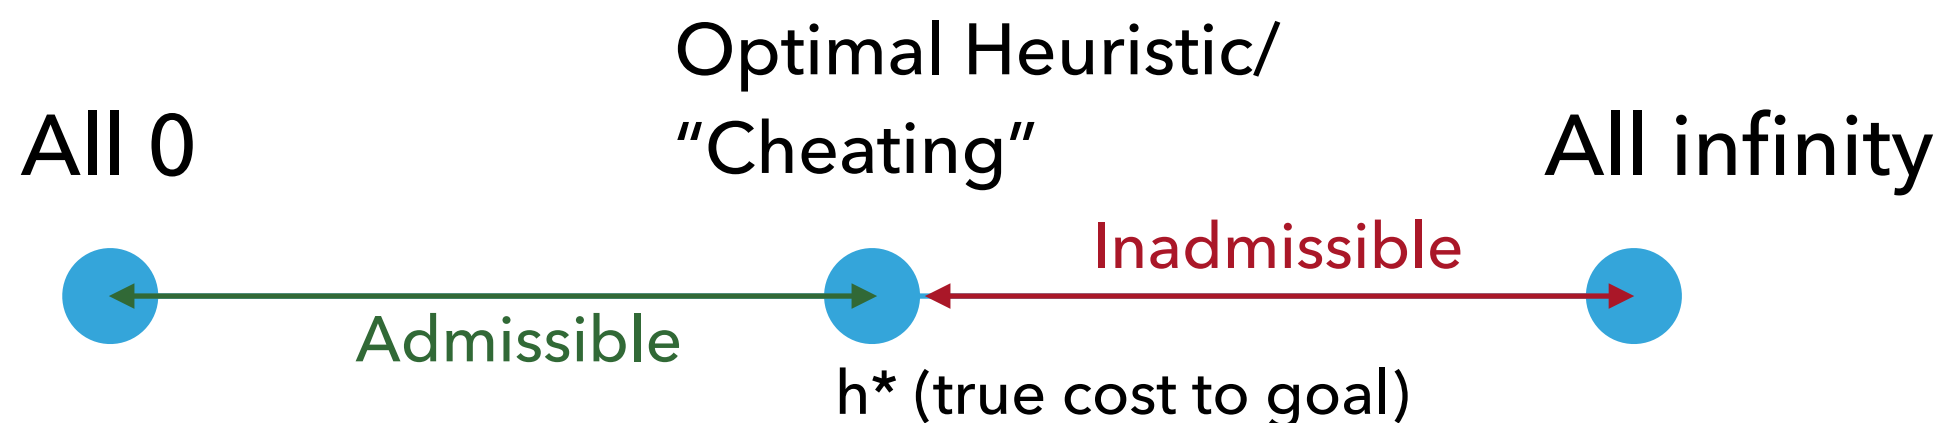 All 0
Optimal Heuristic/
“Cheating”
All infinity
Admissible
Inadmissible
h* (true cost to goal)